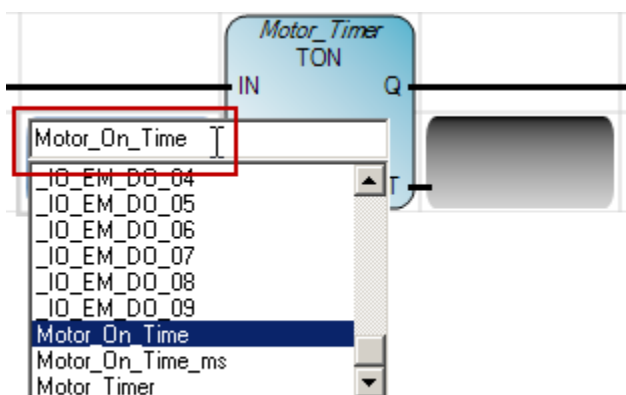 Motor_Timer
TON
IN Q
Motor_On_Time
_IO_EM_DO_04
T
_IO_EM_DO_05
_IO_EM_DO_06
_IO_EM_DO_07
_IO_EM_DO_08
_IO_EM_DO_09
Motor_On_Time
Motor_On_Time_ms
Motor_Timer